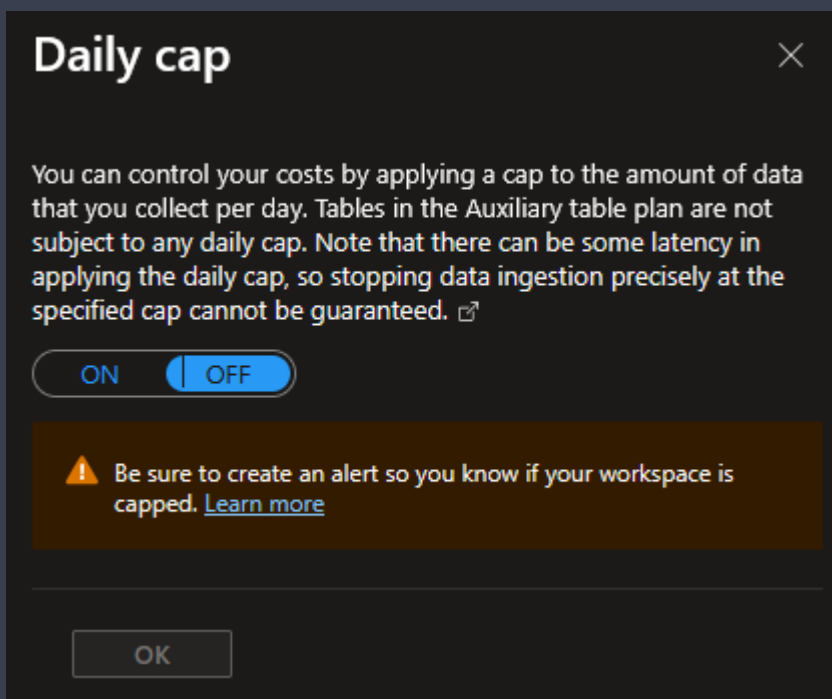 Daily cap
You can control your costs by applying a cap to the amount of data
that you collect per day. Tables in the Auxiliary table plan are not
subject to any daily cap. Note that there can be some latency in
applying the daily cap, so stopping data ingestion precisely at the
specified cap cannot be guaranteed.
ON OFF
Be sure to create an alert so you know if your workspace is
capped. Learn more
OK